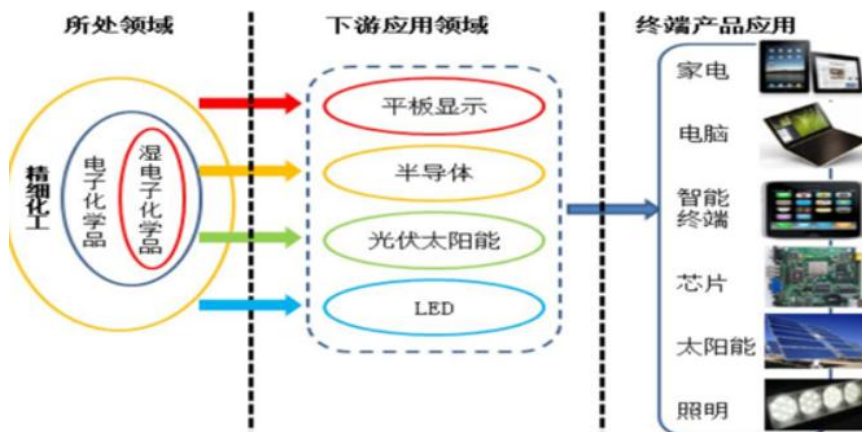 所处领域
下游应用领域
终端产品应用
精细化工
电子化学品
湿电子化学品
平板显示
半导体
光伏太阳能
LED
家电
电脑
智能
终端
芯片
太阳能
照明